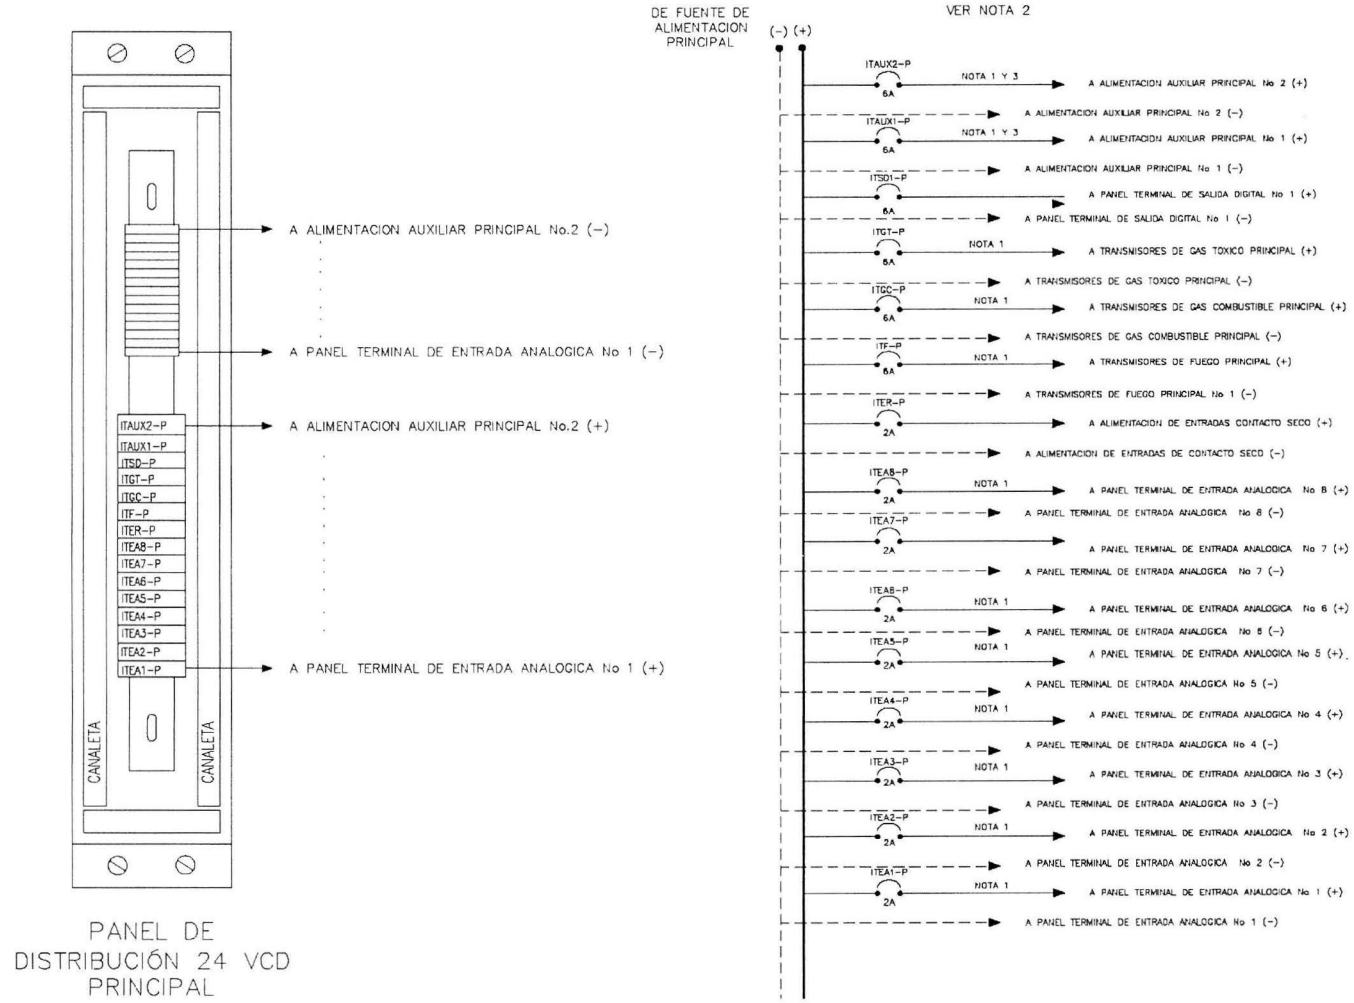 A ALIMENTACION AUXILIAR PRINCIPAL No.2 (-)
A PANEL TERMINAL DE ENTRADA ANALOGICA No 1 (-)
A ALIMENTACION AUXILIAR PRINCIPAL No.2 (+)
A PANEL TERMINAL DE ENTRADA ANALOGICA No 1 (+)
ITAUX2-P
ITAUX1-P
ITSD-P
ITGT-P
ITGC-P
ITF-P
ITER-P
ITEA8-P
ITEA7-P
ITEA6-P
ITEA5-P
ITEA4-P
ITEA3-P
ITEA2-P
ITEA1-P
CANALETA
CANALETA
PANEL DE
DISTRIBUCIÓN 24 VCD
PRINCIPAL
DE FUENTE DE
ALIMENTACION
PRINCIPAL
(-) (+)
VER NOTA 2
ITAUX2-P
6A
NOTA 1 Y 3
A ALIMENTACION AUXILIAR PRINCIPAL No 2 (+)
A ALIMENTACION AUXILIAR PRINCIPAL No 2 (-)
ITAUX1-P
6A
NOTA 1 Y 3
A ALIMENTACION AUXILIAR PRINCIPAL No 1 (+)
A ALIMENTACION AUXILIAR PRINCIPAL No 1 (-)
ITSD1-P
6A
A PANEL TERMINAL DE SALIDA DIGITAL No 1 (+)
A PANEL TERMINAL DE SALIDA DIGITAL No 1 (-)
ITGT-P
6A
NOTA 1
A TRANSMISORES DE GAS TOXICO PRINCIPAL (+)
A TRANSMISORES DE GAS TOXICO PRINCIPAL (-)
ITGC-P
6A
NOTA 1
A TRANSMISORES DE GAS COMBUSTIBLE PRINCIPAL (+)
A TRANSMISORES DE GAS COMBUSTIBLE PRINCIPAL (-)
ITF-P
6A
NOTA 1
A TRANSMISORES DE FUEGO PRINCIPAL (+)
A TRANSMISORES DE FUEGO PRINCIPAL No 1 (-)
ITER-P
2A
A ALIMENTACION DE ENTRADAS CONTACTO SECO (+)
A ALIMENTACION DE ENTRADAS DE CONTACTO SECO (-)
ITEA8-P
2A
NOTA 1
A PANEL TERMINAL DE ENTRADA ANALOGICA No 8 (+)
A PANEL TERMINAL DE ENTRADA ANALOGICA No 8 (-)
ITEA7-P
2A
A PANEL TERMINAL DE ENTRADA ANALOGICA No 7 (+)
A PANEL TERMINAL DE ENTRADA ANALOGICA No 7 (-)
ITEA6-P
2A
NOTA 1
A PANEL TERMINAL DE ENTRADA ANALOGICA No 6 (+)
A PANEL TERMINAL DE ENTRADA ANALOGICA No 6 (-)
ITEA5-P
2A
NOTA 1
A PANEL TERMINAL DE ENTRADA ANALOGICA No 5 (+)
A PANEL TERMINAL DE ENTRADA ANALOGICA No 5 (-)
ITEA4-P
2A
NOTA 1
A PANEL TERMINAL DE ENTRADA ANALOGICA No 4 (+)
A PANEL TERMINAL DE ENTRADA ANALOGICA No 4 (-)
ITEA3-P
2A
NOTA 1
A PANEL TERMINAL DE ENTRADA ANALOGICA No 3 (+)
A PANEL TERMINAL DE ENTRADA ANALOGICA No 3 (-)
ITEA2-P
2A
NOTA 1
A PANEL TERMINAL DE ENTRADA ANALOGICA No 2 (+)
A PANEL TERMINAL DE ENTRADA ANALOGICA No 2 (-)
ITEA1-P
2A
NOTA 1
A PANEL TERMINAL DE ENTRADA ANALOGICA No 1 (+)
A PANEL TERMINAL DE ENTRADA ANALOGICA No 1 (-)